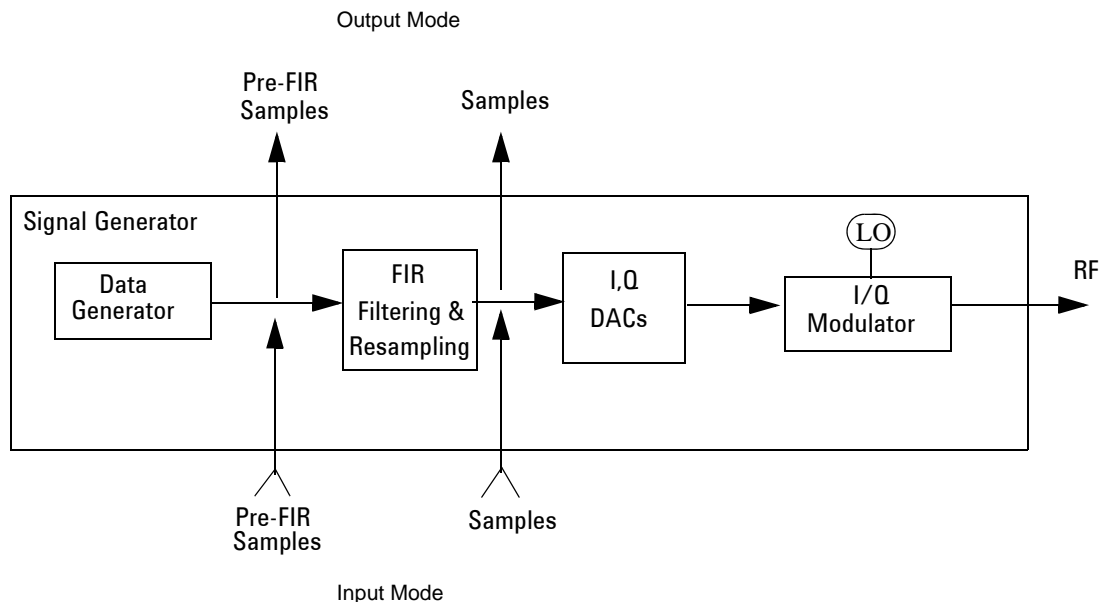 Output Mode
Pre-FIR
Samples
Samples
Signal Generator
LO
Data
Generator
FIR
Filtering &
Resampling
I,Q
DACs
I/Q
Modulator
RF
Pre-FIR
Samples
Samples
Input Mode